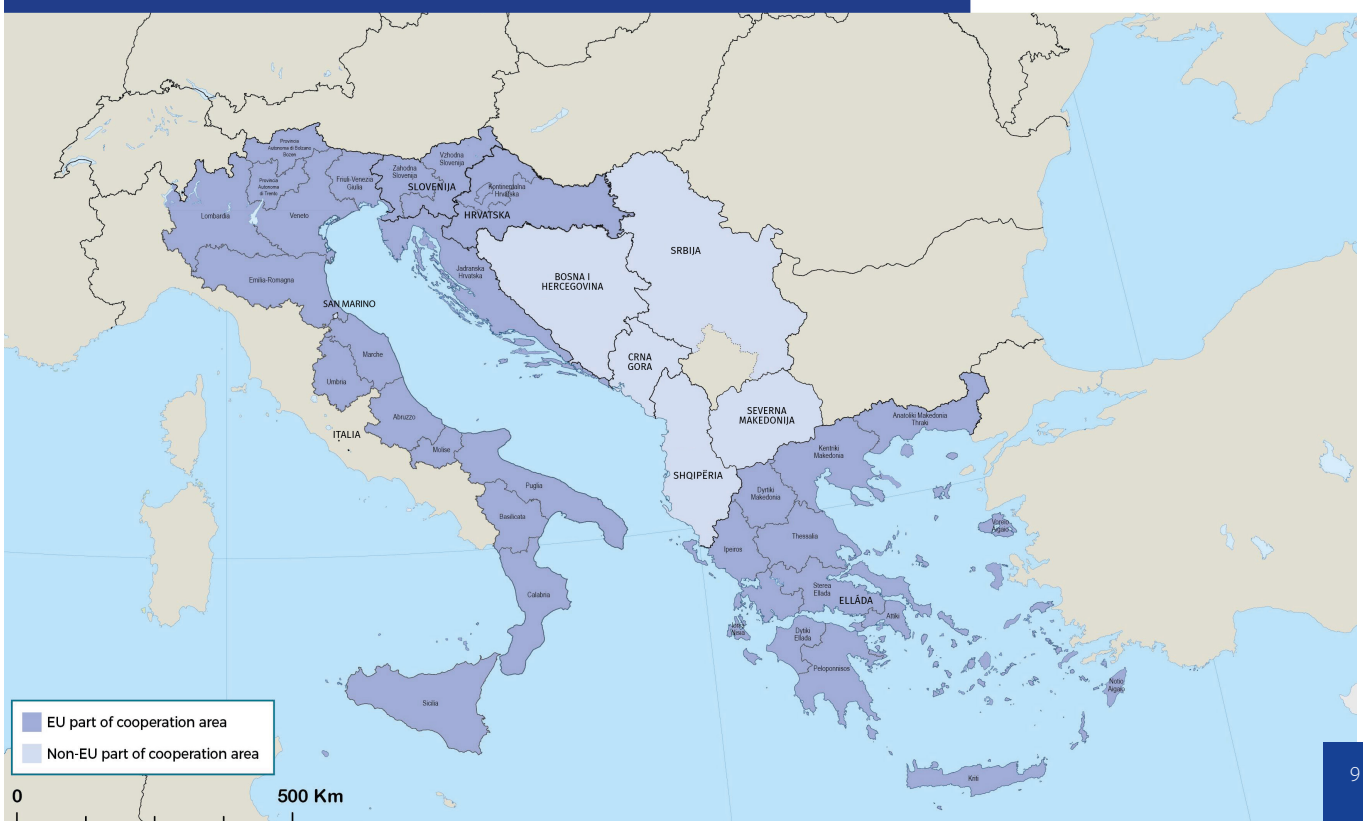 Provincia
Autonoma di Bolzano
Bozen
Provincia
Autonoma
di Trento
Friuli-Venezia
Giulia
Lombardia
Veneto
Emilia-Romagna
Zahodna
Slovenija
Vzhodna
Slovenija
SLOVENIJA
Kontinentalna
Hrvatska
HRVATSKA
Jadranska
Hrvatska
SAN MARINO
BOSNA I
HERCEGOVINA
SRBIJA
CRNA
GORA
SEVERNA
MAKEDONIJA
SHQIPËRIA
Marche
Umbria
Abruzzo
ITALIA
Molise
Puglia
Basilicata
Calabria
Sicilia
Anatoliki Makedonia
Thraki
Kentriki
Makedonia
Dyrtiki
Makedonia
Ipeiros
Thessalia
Voreio
Aigaio
Sterea
Ellada
ELLÁDA
Attiki
Ionia
Nisia
Dytiki
Ellada
Peloponnisos
Notio
Aigaio
Kriti
EU part of cooperation area
Non-EU part of cooperation area
0 500 Km
9